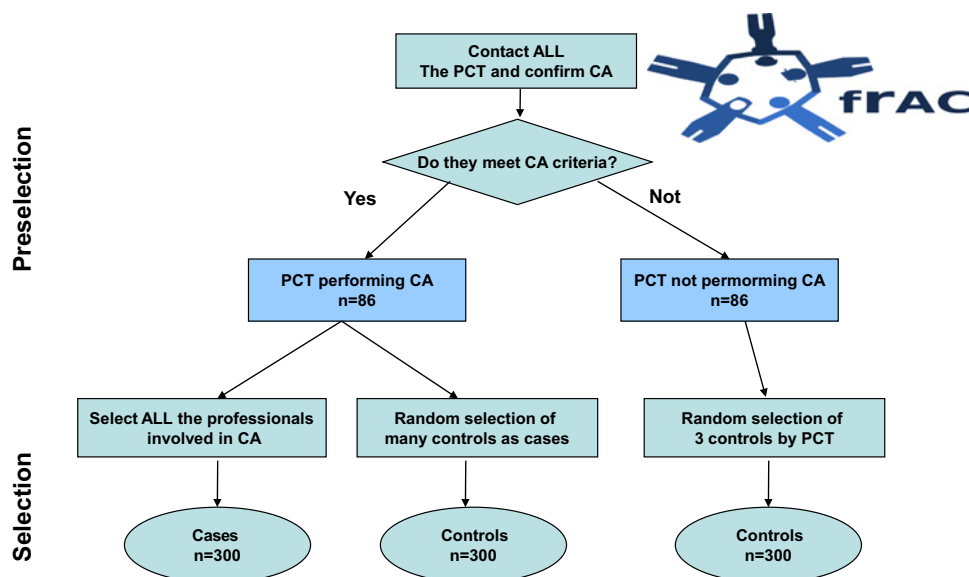 Contact ALL
The PCT and confirm CA
frAC
Preselection
Do they meet CA criteria?
Yes
Not
PCT performing CA
n=86
PCT not permorming CA
n=86
Select ALL the professionals
involved in CA
Random selection of
many controls as cases
Random selection of
3 controls by PCT
Selection
Cases
n=300
Controls
n=300
Controls
n=300